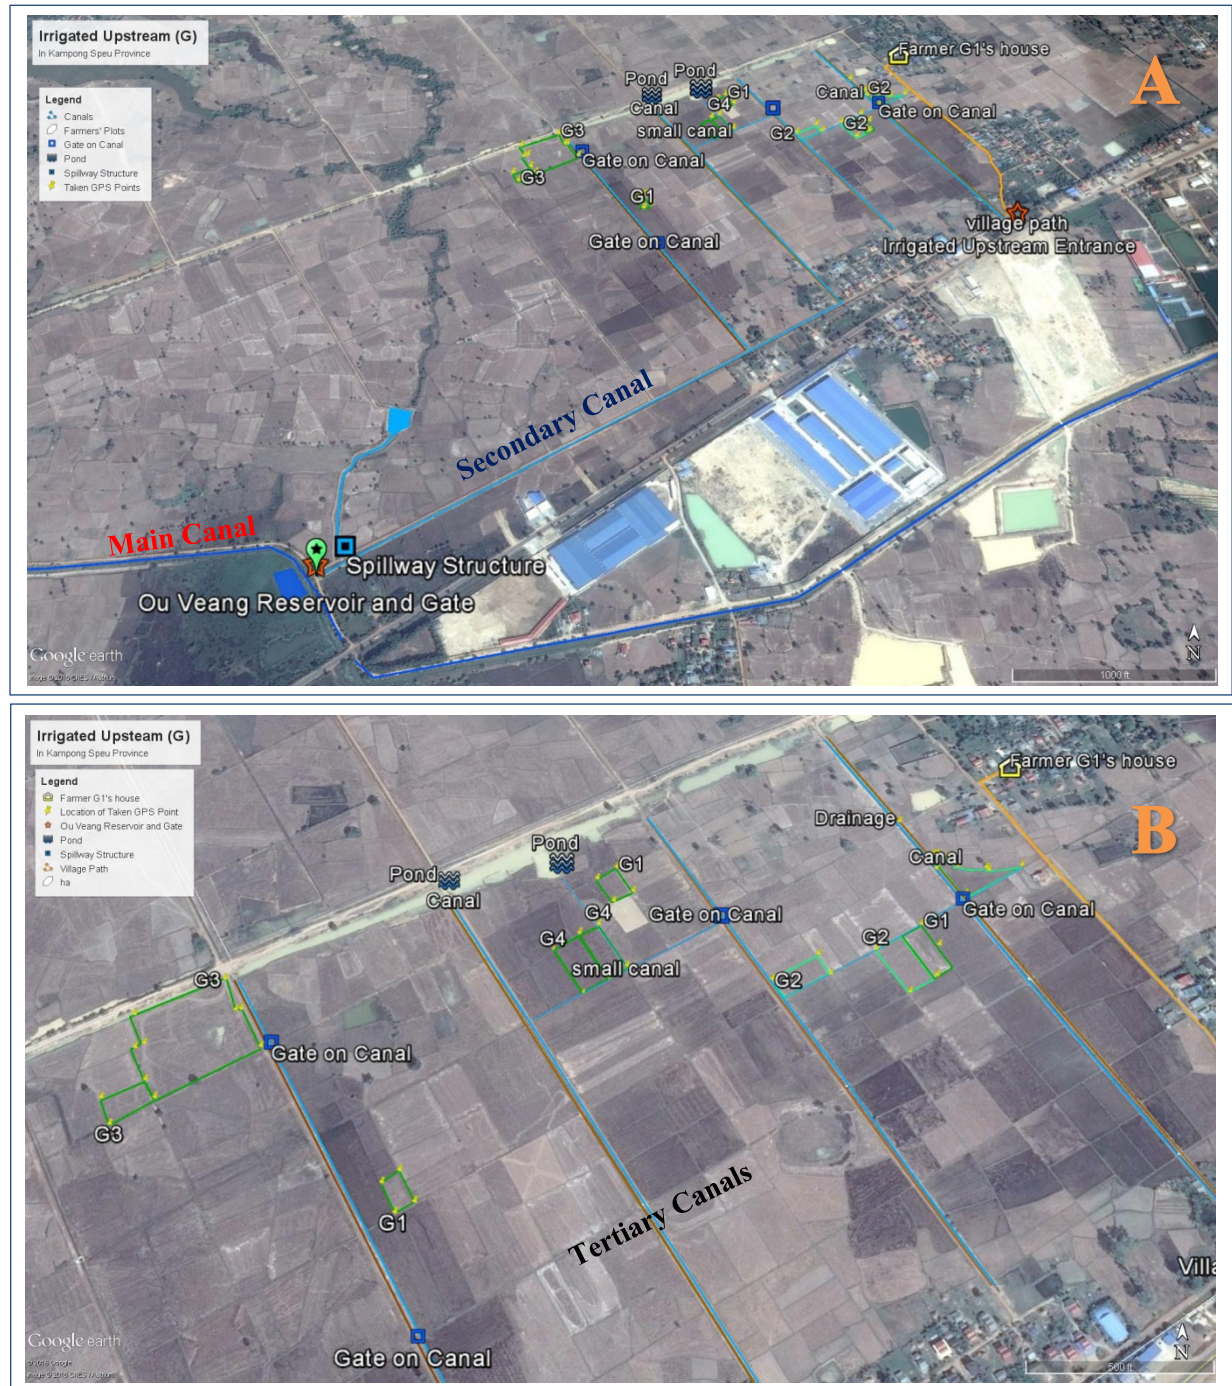 Irrigated Upstream (G)
In Kampong Speu Province
A
Legend
Canals
Farmers' Plots
Gate on Canal
Pond
Spillway Structure
Taken GPS Points
Farmer G1's house
Pond
Pond
Canal
G1
G4
small canal
Canal
G2
Gate on Canal
G2
G2
G3
Gate on Canal
G3
G1
Gate on Canal
village path
Irrigated Upstream Entrance
Secondary Canal
Main Canal
Spillway Structure
Ou Veang Reservoir and Gate
Google earth
N
1000 ft
Irrigated Upsteam (G)
In Kampong Speu Province
B
Legend
Farmer G1's house
Location of Taken GPS Point
Ou Veang Reservoir and Gate
Pond
Spillway Structure
Village Path
ha
Farmer G1's house
Drainage
Canal
Gate on Canal
Pond
Pond
Canal
G1
G4
Gate on Canal
G4
small canal
G1
G2
G2
G3
Gate on Canal
G3
G1
Tertiary Canals
Gate on Canal
Villa
Google earth
© 2016 Google
N
500 ft